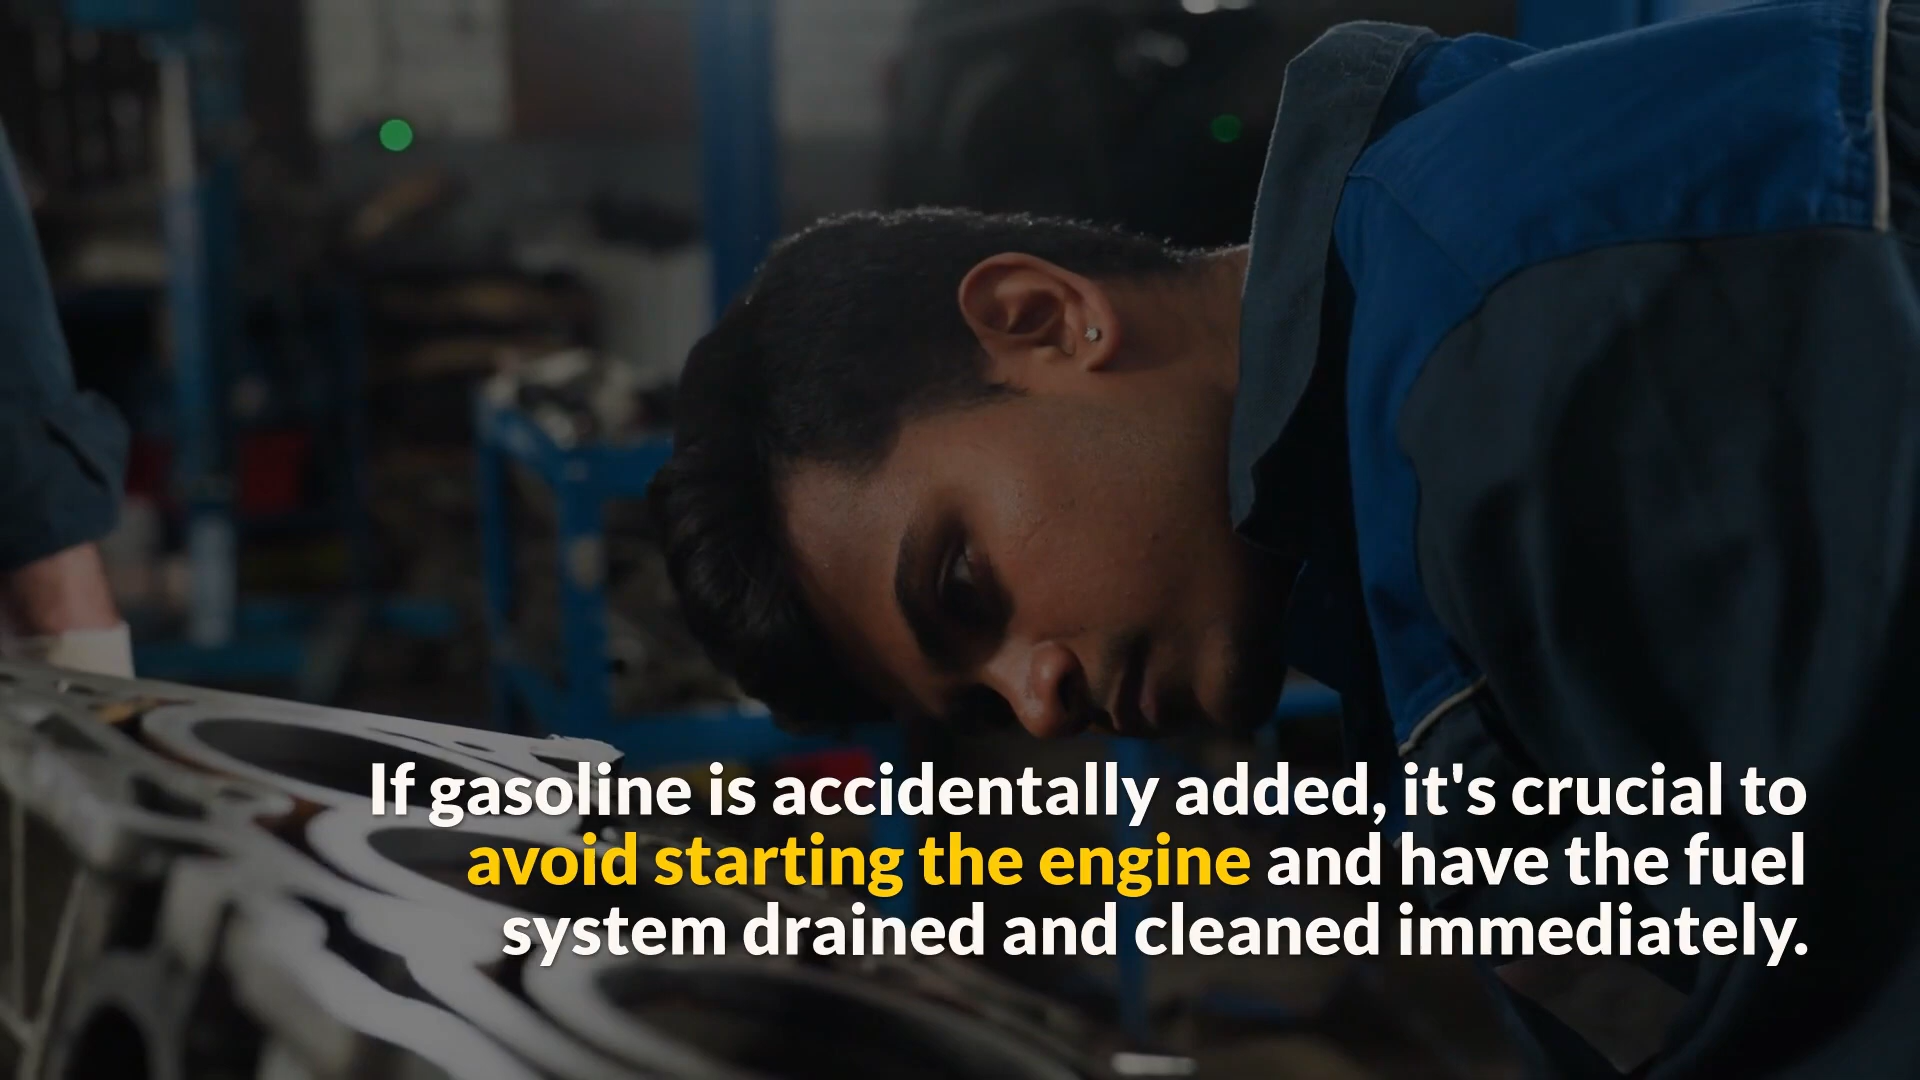 If gasoline is accidentally added, it's crucial to
avoid starting the engine and have the fuel
system drained and cleaned immediately.